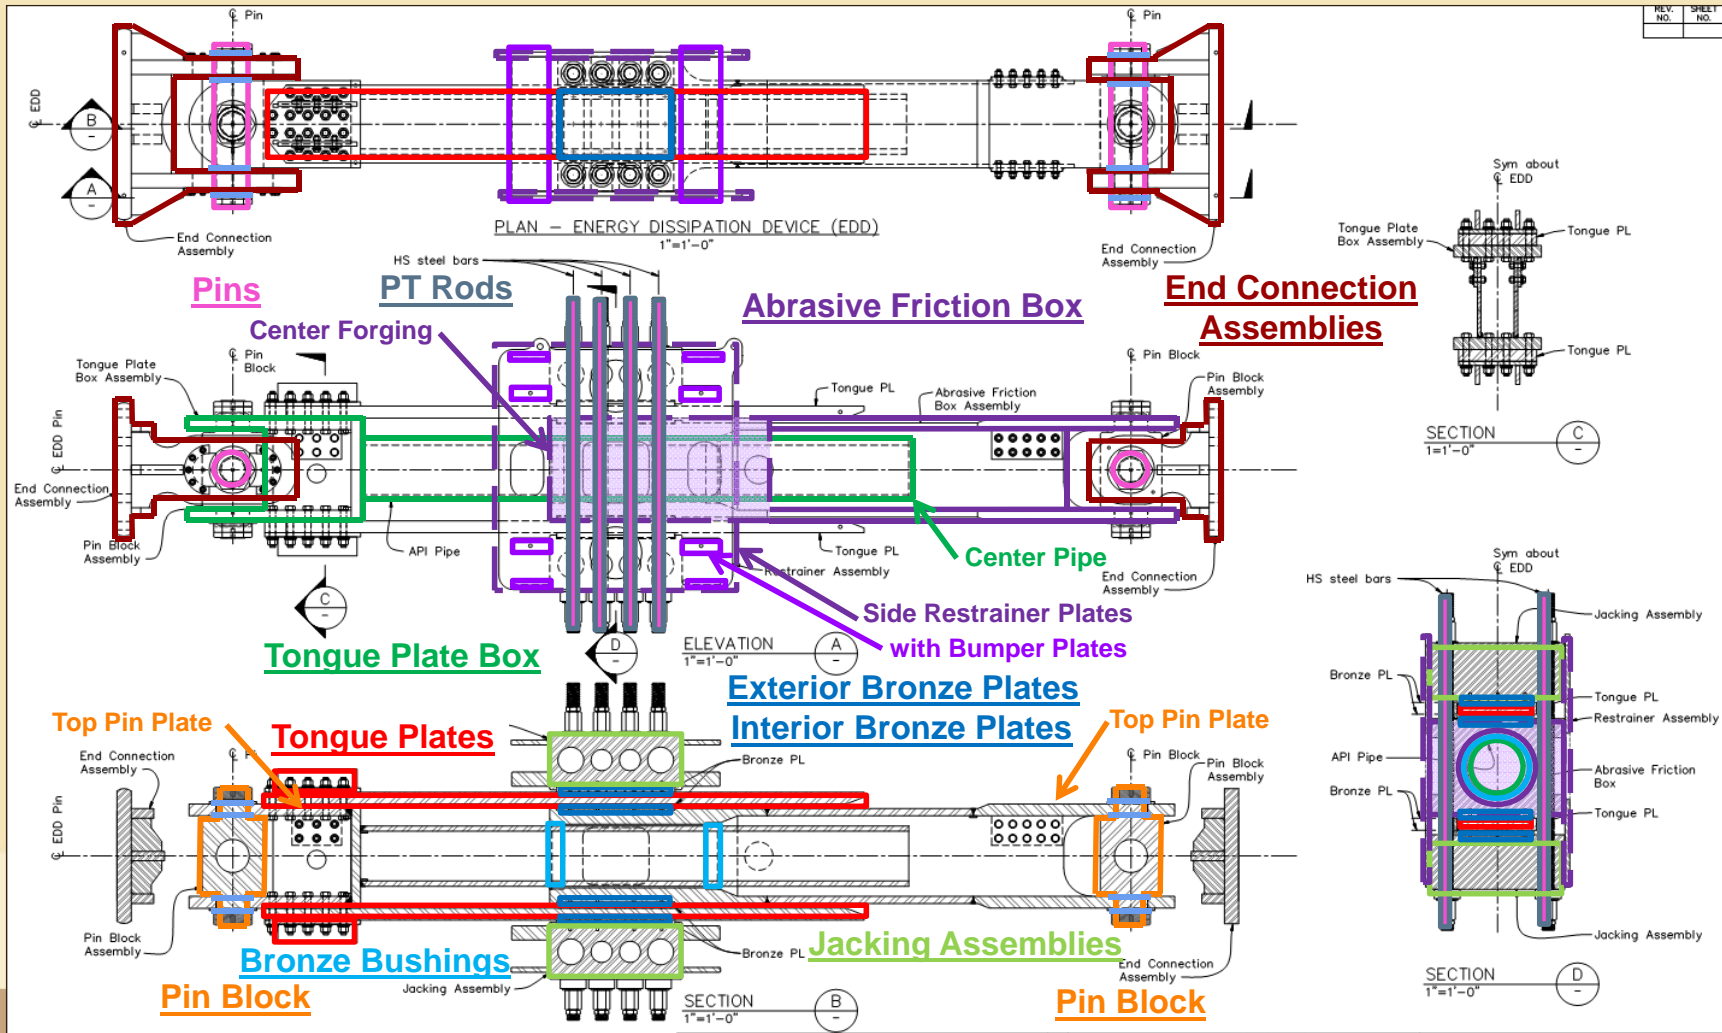 REV. NO.
SHEET NO.
℄ Pin
℄ Pin
℄ EDD
B
-
A
-
End Connection
Assembly
PLAN - ENERGY DISSIPATION DEVICE (EDD)
1"=1'-0"
End Connection
Assembly
Sym about
℄ EDD
Tongue Plate
Box Assembly
Tongue PL
Tongue PL
SECTION
1=1'-0"
C
-
HS steel bars
Pins
PT Rods
Abrasive Friction Box
End Connection
Assemblies
Center Forging
℄ Pin
Block
℄ Pin Block
Tongue Plate
Box Assembly
Tongue PL
Abrasive Friction
Box Assembly
Pin Block
Assembly
℄ EDD Pin
End Connection
Assembly
Pin Block
Assembly
API Pipe
Tongue PL
Center Pipe
Restrainer Assembly
End Connection
Assembly
C
-
Side Restrainer Plates
with Bumper Plates
D
-
ELEVATION
1"=1'-0"
A
-
Tongue Plate Box
Exterior Bronze Plates
Interior Bronze Plates
Sym about
℄ EDD
HS steel bars
Jacking Assembly
Bronze PL
Tongue PL
Restrainer Assembly
API Pipe
Abrasive Friction
Box
Bronze PL
Tongue PL
Jacking Assembly
SECTION
1"=1'-0"
D
-
Top Pin Plate
Tongue Plates
Top Pin Plate
End Connection
Assembly
Bronze PL
℄ Pin Block
Pin Block
Assembly
℄ EDD Pin
Pin Block
Assembly
Bronze PL
Jacking Assemblies
Bronze Bushings
Jacking Assembly
End Connection
Assembly
Pin Block
Pin Block
SECTION
1"=1'-0"
B
-